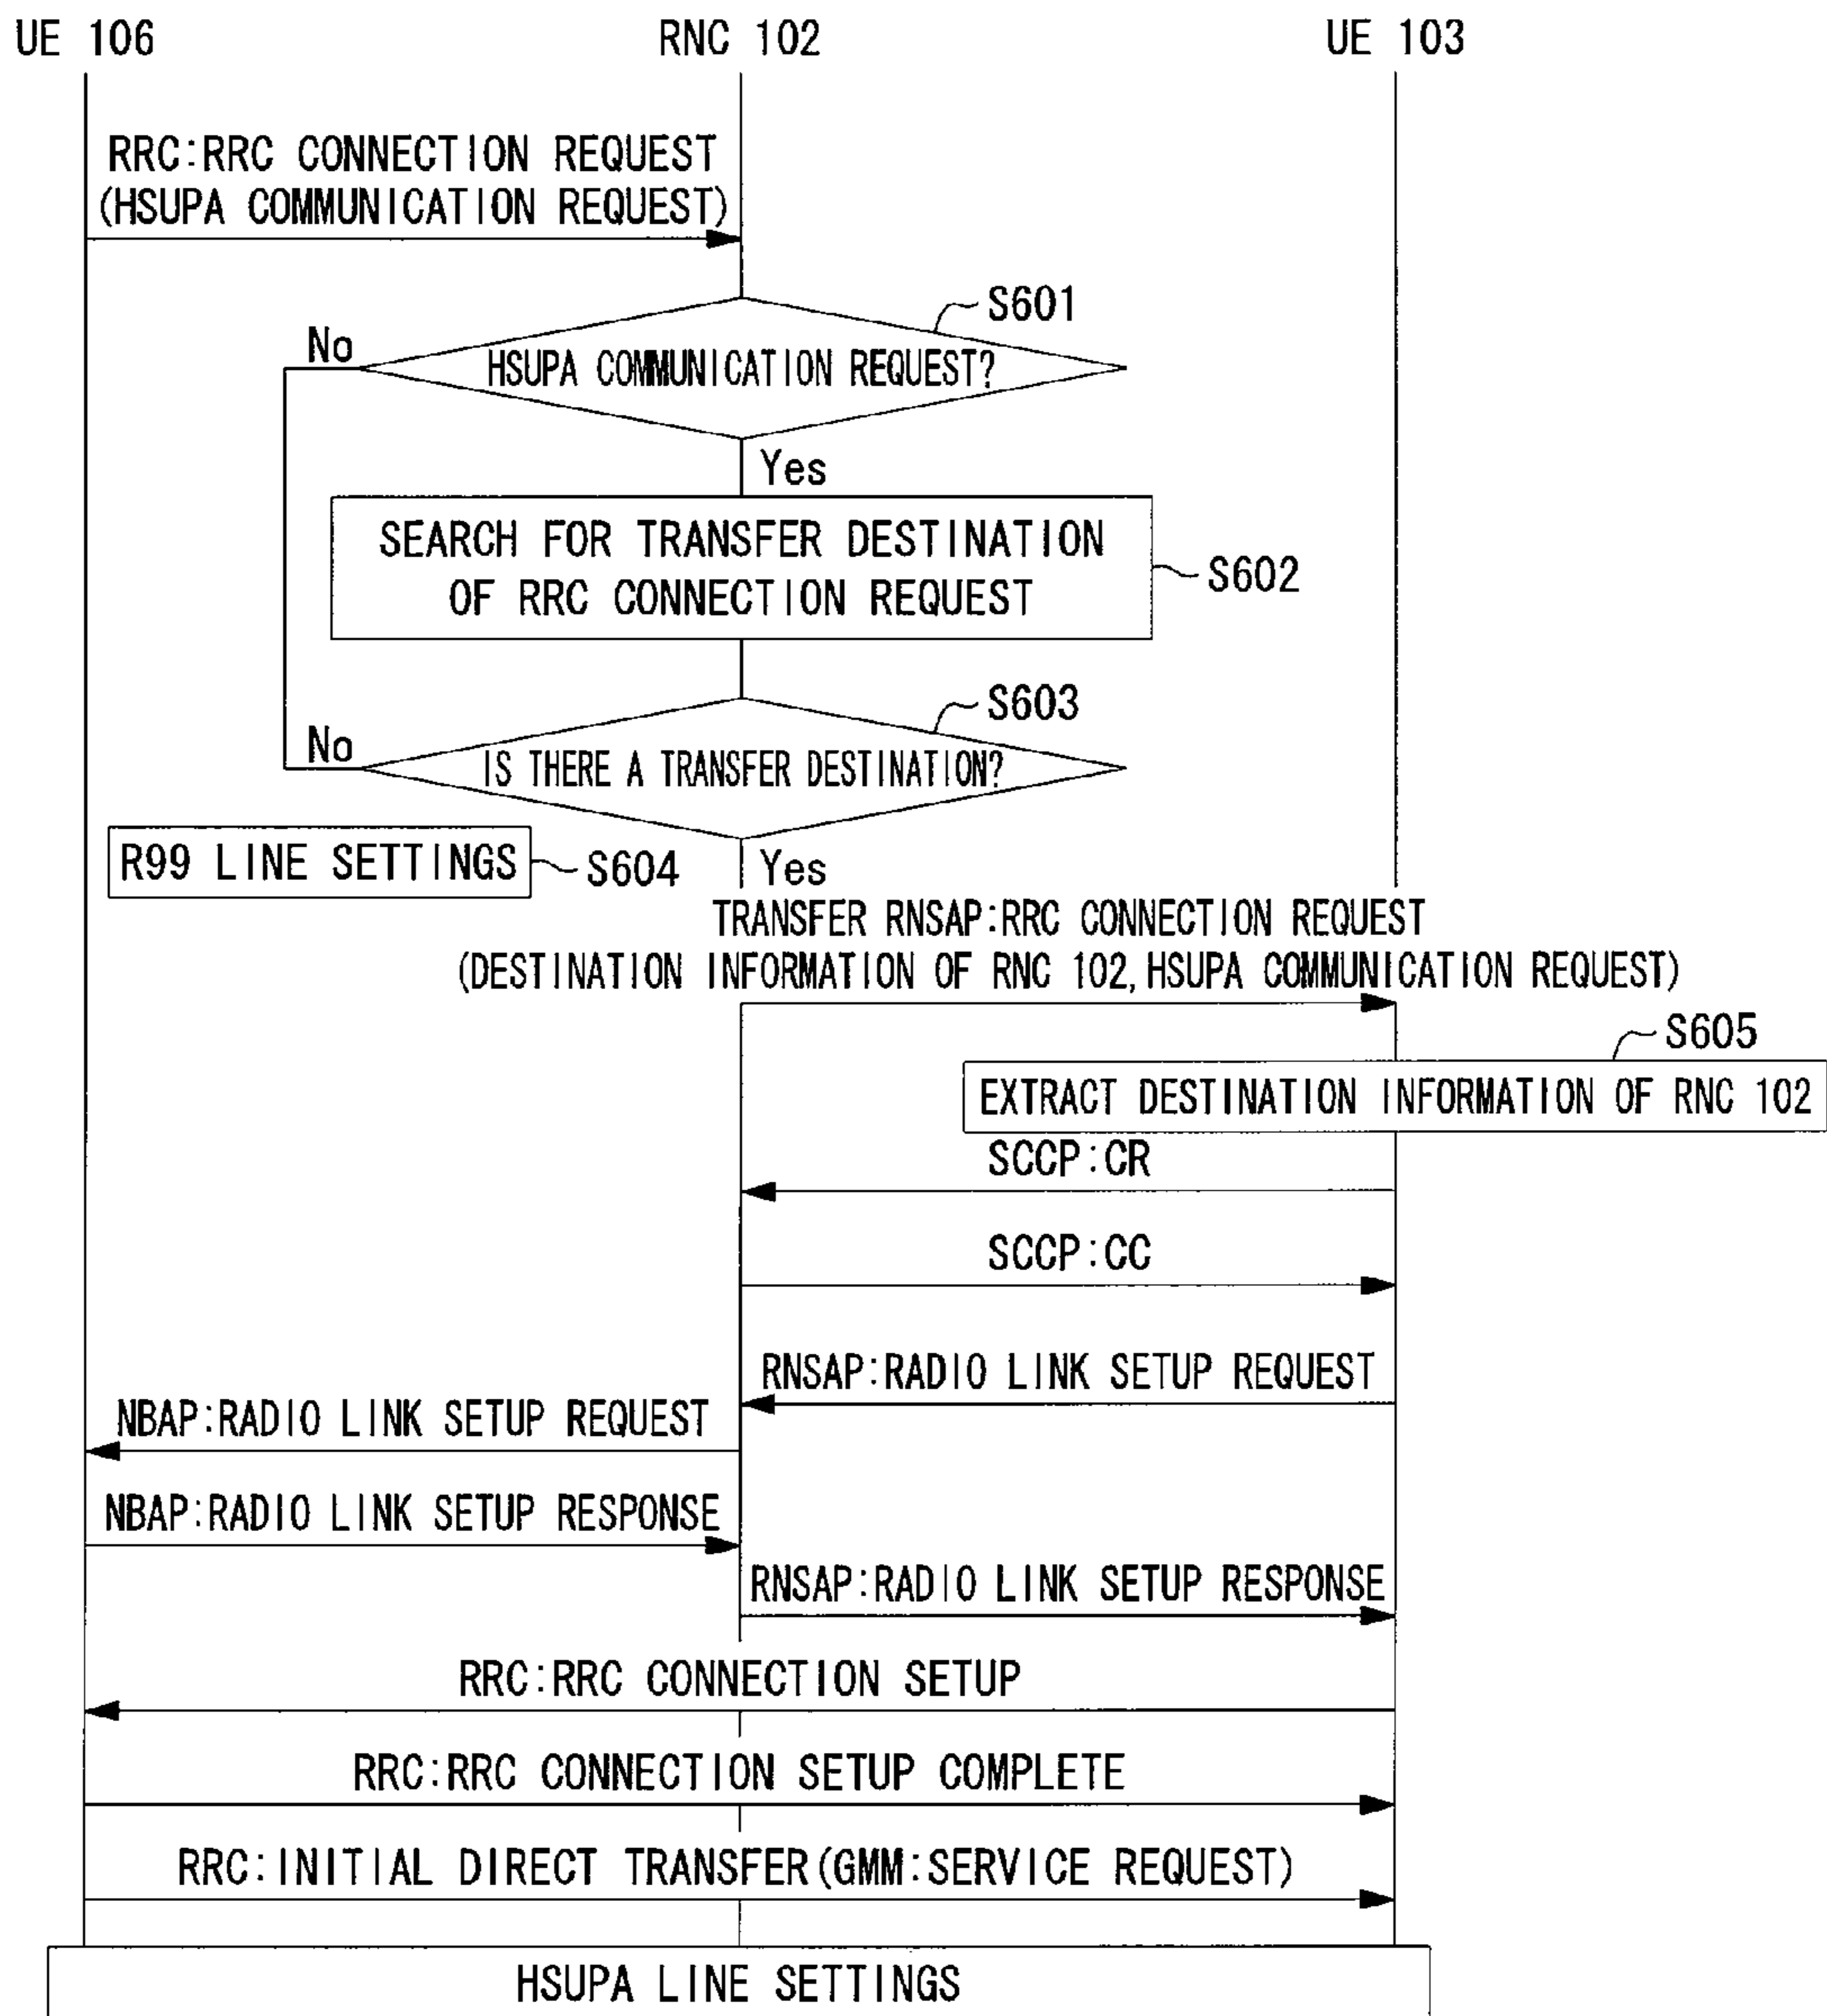 UE 106
RNC 102
UE 103
RRC:RRC CONNECTION REQUEST
(HSUPA COMMUNICATION REQUEST)
S601
No
HSUPA COMMUNICATION REQUEST?
Yes
SEARCH FOR TRANSFER DESTINATION
OF RRC CONNECTION REQUEST
S602
S603
No
IS THERE A TRANSFER DESTINATION?
R99 LINE SETTINGS
S604
Yes
TRANSFER RNSAP:RRC CONNECTION REQUEST
(DESTINATION INFORMATION OF RNC 102,HSUPA COMMUNICATION REQUEST)
S605
EXTRACT DESTINATION INFORMATION OF RNC 102
SCCP:CR
SCCP:CC
RNSAP:RADIO LINK SETUP REQUEST
NBAP:RADIO LINK SETUP REQUEST
NBAP:RADIO LINK SETUP RESPONSE
RNSAP:RADIO LINK SETUP RESPONSE
RRC:RRC CONNECTION SETUP
RRC:RRC CONNECTION SETUP COMPLETE
RRC:INITIAL DIRECT TRANSFER(GMM:SERVICE REQUEST)
HSUPA LINE SETTINGS